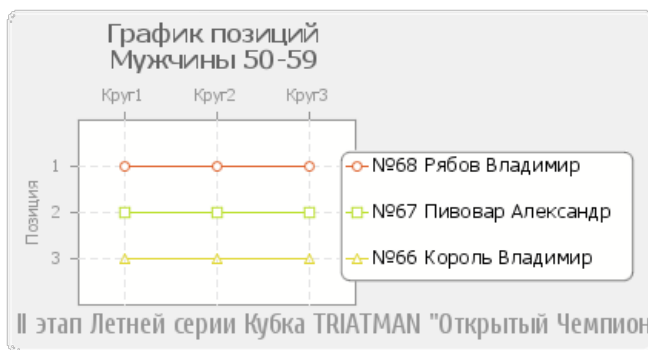 График позиций
Мужчины 50-59
Круг1 Круг2 Круг3
Позиция
1 №68 Рябов Владимир
2 №67 Пивовар Александр
3 №66 Король Владимир
II этап Летней серии Кубка TRIATMAN "Открытый Чемпион